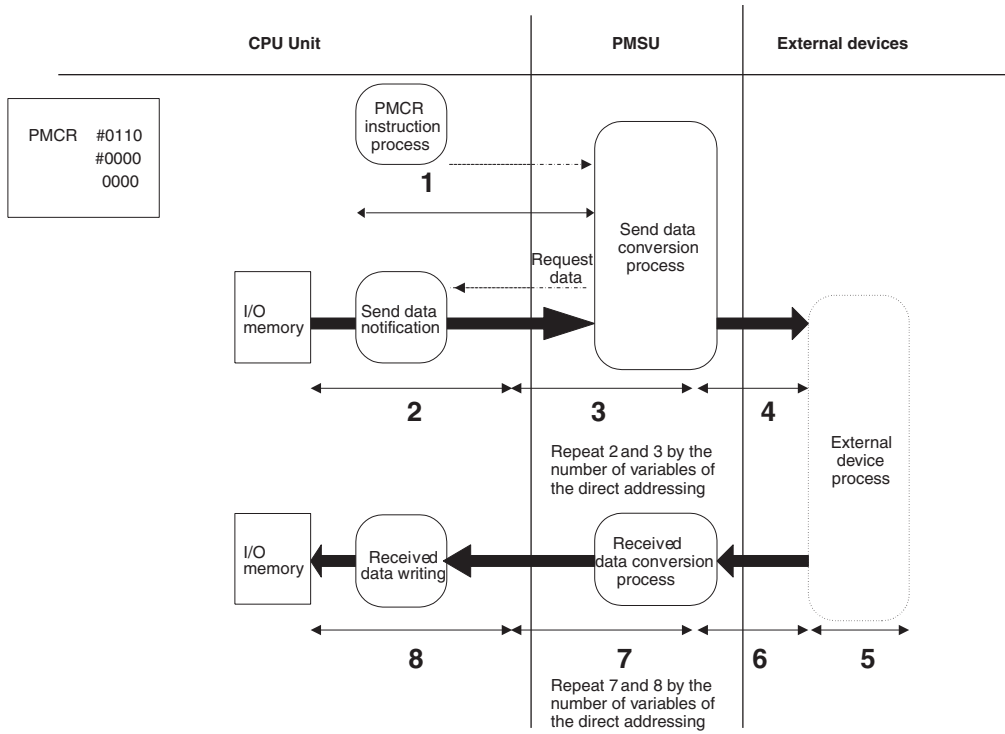 CPU Unit
PMSU
External devices
PMCR #0110
#0000
0000
PMCR
instruction
process
1
Send data
conversion
process
Request
data
I/O
memory
Send data
notification
2
3
4
Repeat 2 and 3 by the
number of variables of
the direct addressing
External
device
process
I/O
memory
Received
data writing
Received
data conversion
process
8
7
6
5
Repeat 7 and 8 by the
number of variables of
the direct addressing